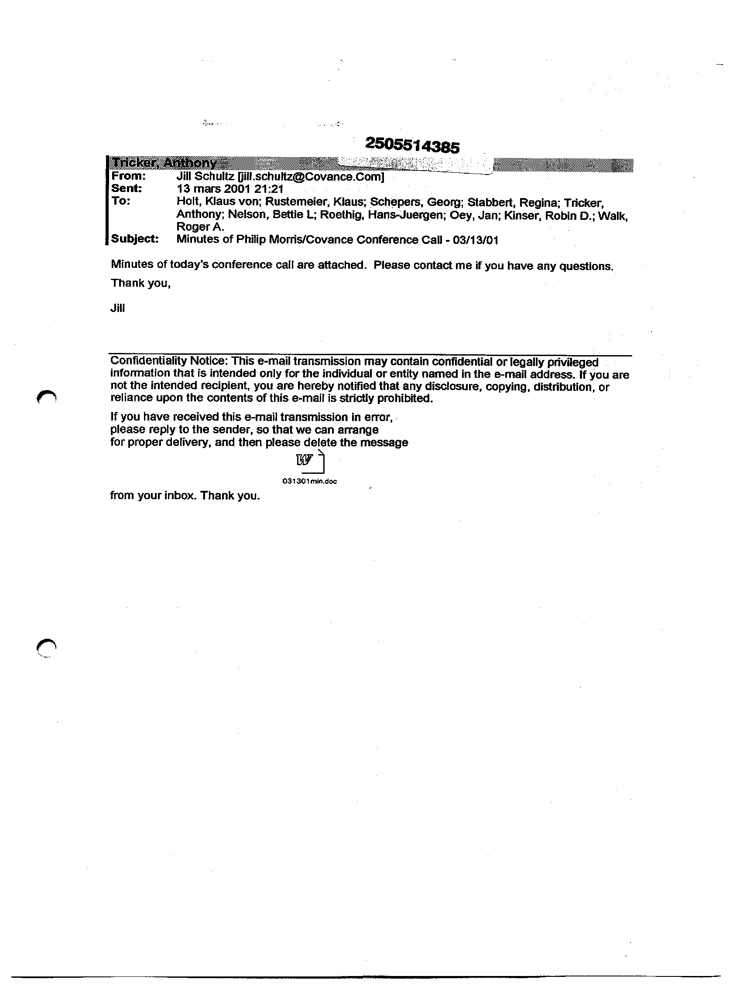 2505514385
Tricker, Anthony
From: Jill Schultz [jill.schultz@Covance.Com]
Sent: 13 mars 2001 21:21
To: Holt, Klaus von; Rustemeier, Klaus; Schepers, Georg; Stabbert, Regina; Tricker,
Anthony; Nelson, Bettie L; Roethig, Hans-Juergen; Oey, Jan; Kinser, Robin D.; Walk,
Roger A.
Subject: Minutes of Philip Morris/Covance Conference Call - 03/13/01
Minutes of today's conference call are attached. Please contact me if you have any questions.
Thank you,
Jill
Confidentiality Notice: This e-mail transmission may contain confidential or legally privileged
information that is intended only for the individual or entity named in the e-mail address. If you are
not the intended recipient, you are hereby notified that any disclosure, copying, distribution, or
reliance upon the contents of this e-mail is strictly prohibited.
If you have received this e-mail transmission in error,
please reply to the sender, so that we can arrange
for proper delivery, and then please delete the message
W
031301min.doc
from your inbox. Thank you.